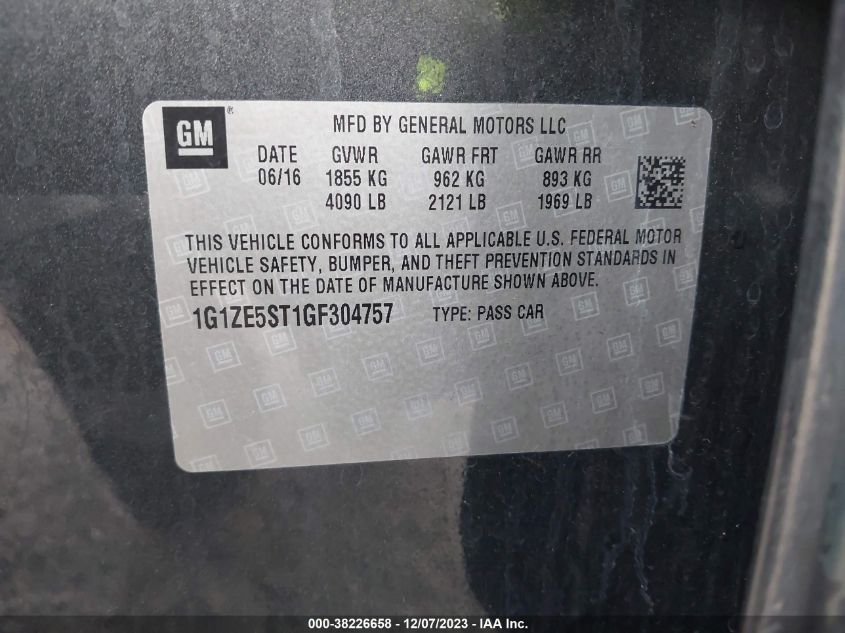 GM ® MFD BY GENERAL MOTORS LLC
DATE GVWR GAWR FRT GAWR RR
06/16 1855 KG 962 KG 893 KG
4090 LB 2121 LB 1969 LB
THIS VEHICLE CONFORMS TO ALL APPLICABLE U.S. FEDERAL MOTOR
VEHICLE SAFETY, BUMPER, AND THEFT PREVENTION STANDARDS IN
EFFECT ON THE DATE OF MANUFACTURE SHOWN ABOVE.
1G1ZE5ST1GF304757 TYPE: PASS CAR
000-38226658 - 12/07/2023 - IAA Inc.